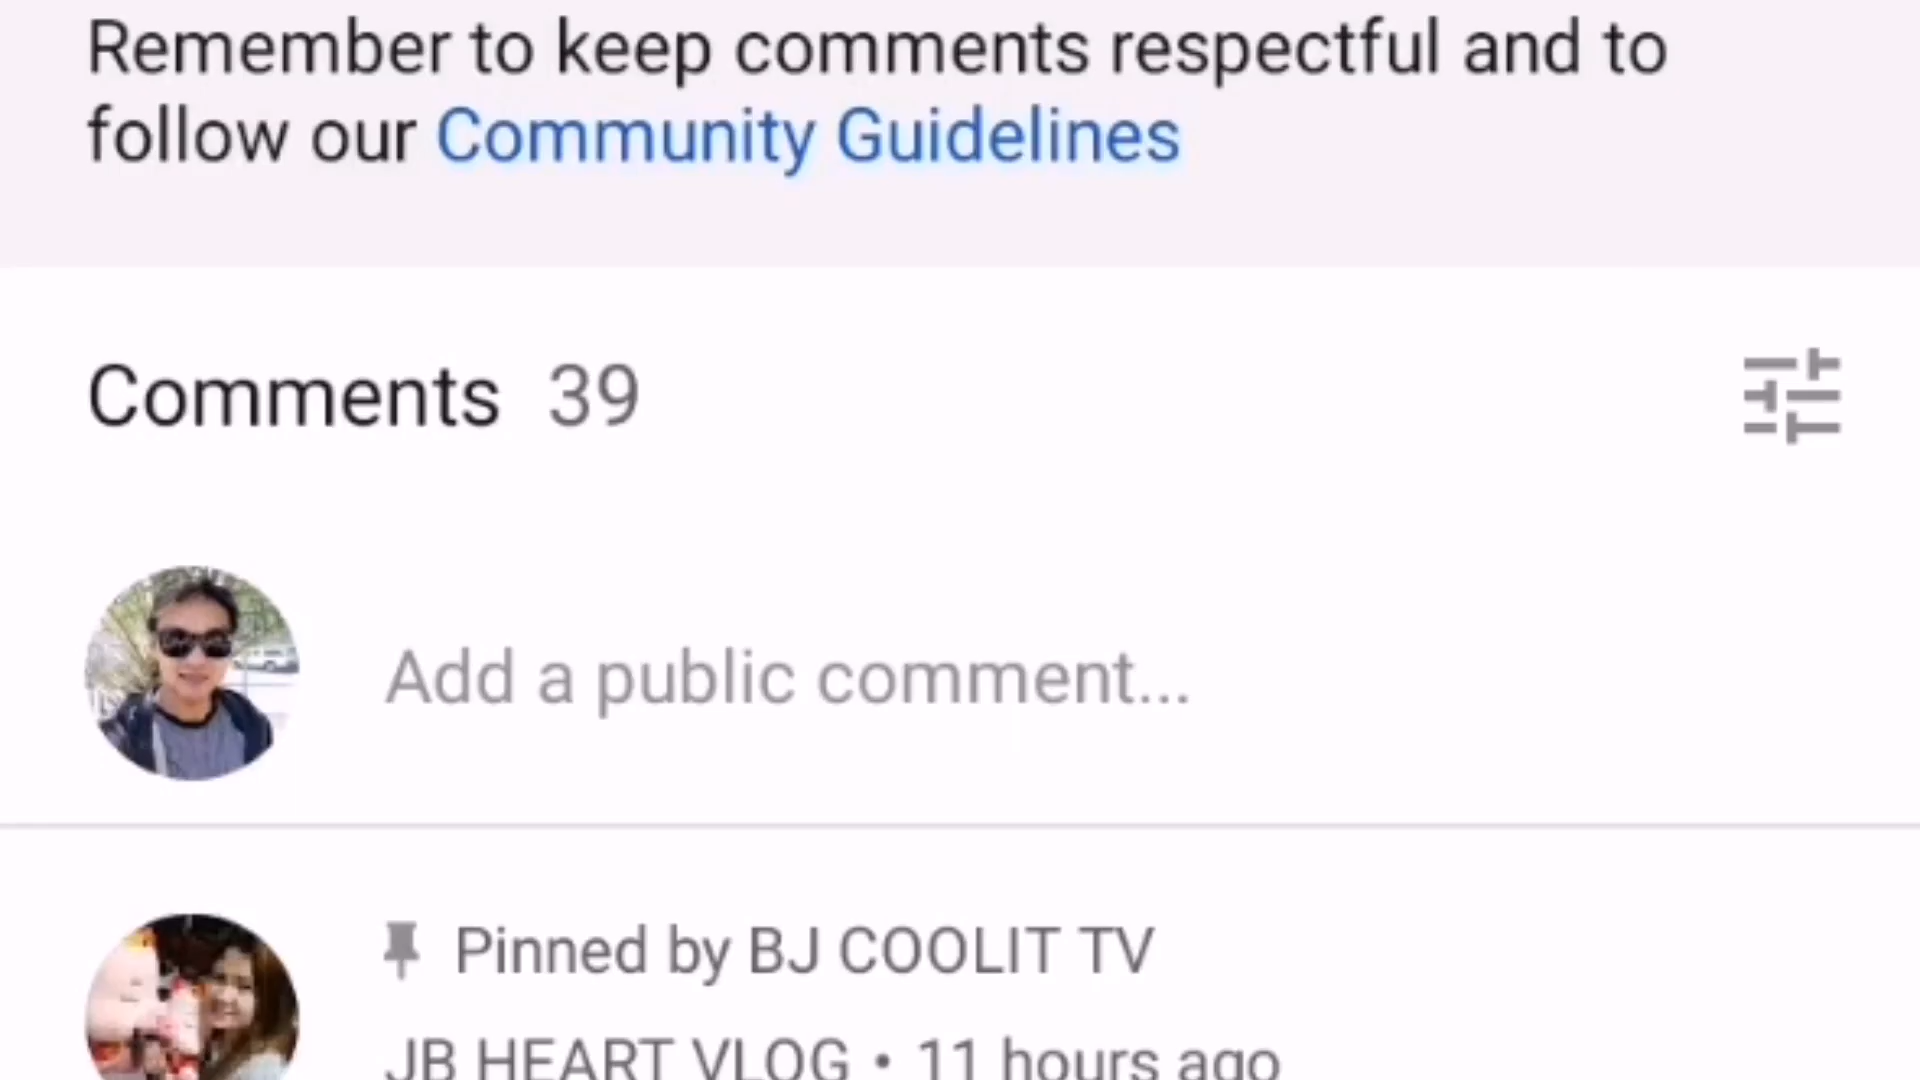 Remember to keep comments respectful and to
follow our Community Guidelines
Comments 39
Add a public comment...
Pinned by BJ COOLIT TV
JB HEART VLOG • 11 hours ago